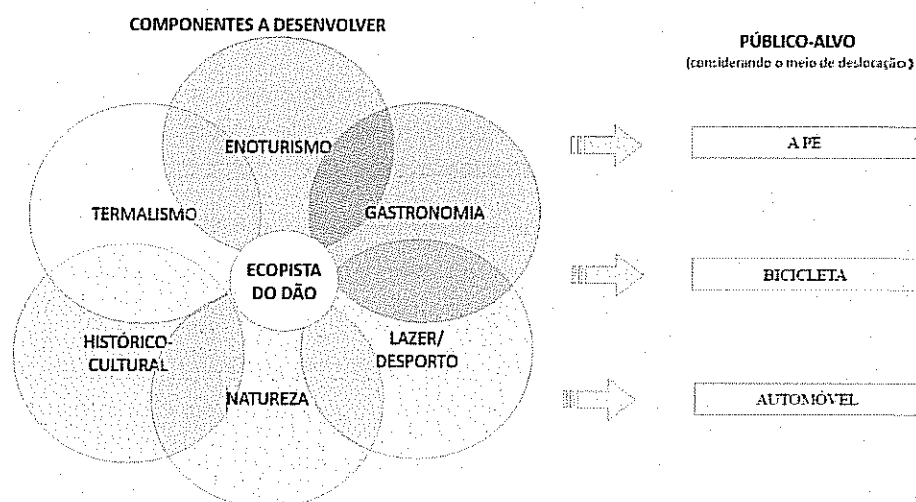 COMPONENTES A DESENVOLVER
ENOTURISMO
TERMALISMO
GASTRONOMIA
ECOPISTA
DO DÃO
HISTÓRICO-
CULTURAL
LAZER/
DESPORTO
NATUREZA
PÚBLICO-ALVO
(considerando o meio de deslocação)
A PÉ
BICICLETA
AUTOMÓVEL